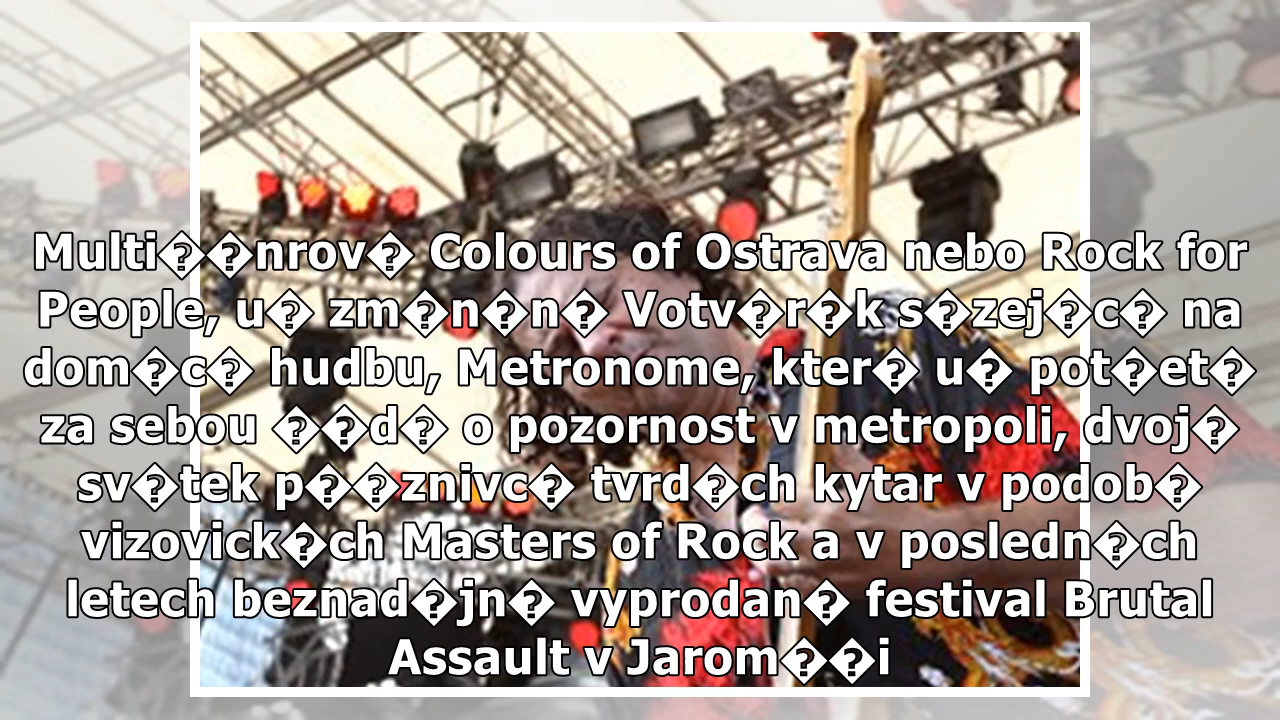 Multi��nrov� Colours of Ostrava nebo Rock for
People, u� zm�n�n� Votv�r�k s�zej�c� na
dom�c� hudbu, Metronome, kter� u� pot�et�
za sebou ��d� o pozornost v metropoli, dvoj�
sv�tek p��znivc� tvrd�ch kytar v podob�
vizovick�ch Masters of Rock a v posledn�ch
letech beznad�jn� vyprodan� festival Brutal
Assault v Jarom��i